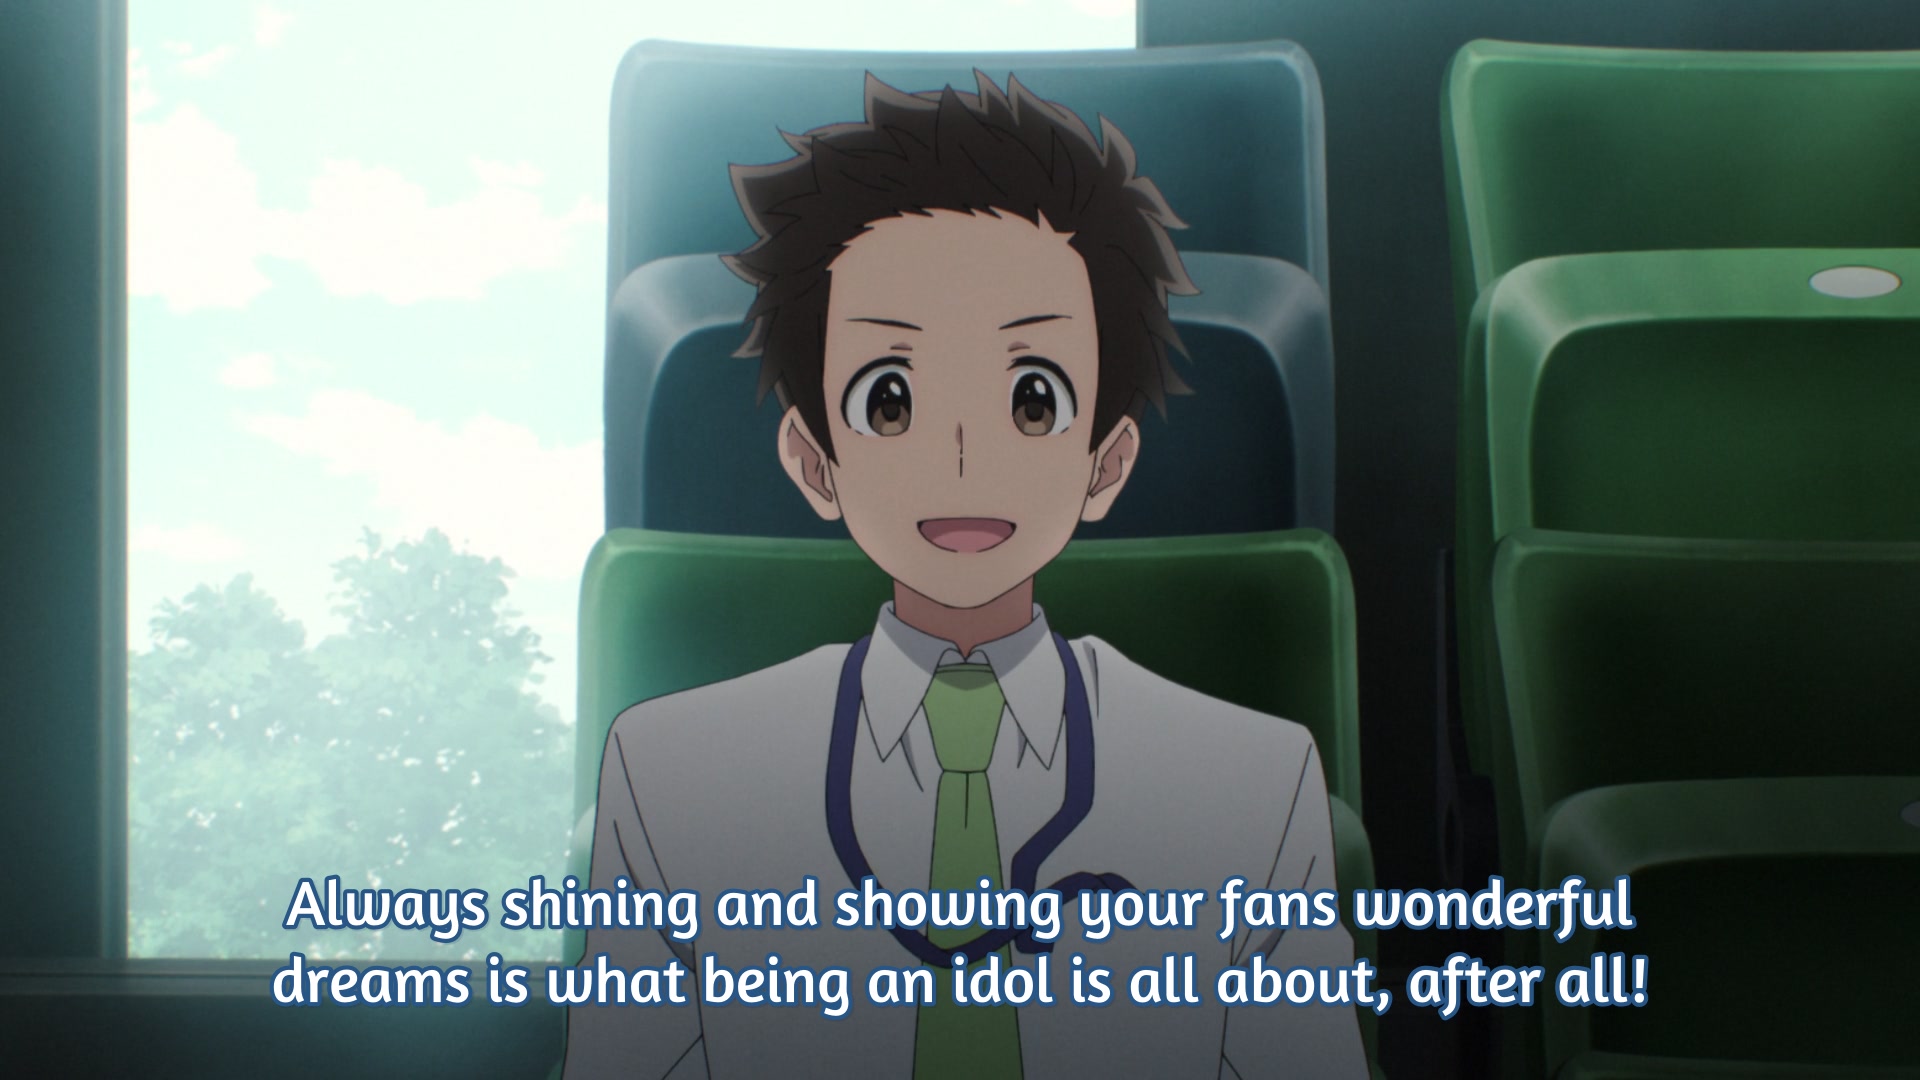 Always shining and showing your fans wonderful
dreams is what being an idol is all about, after all!